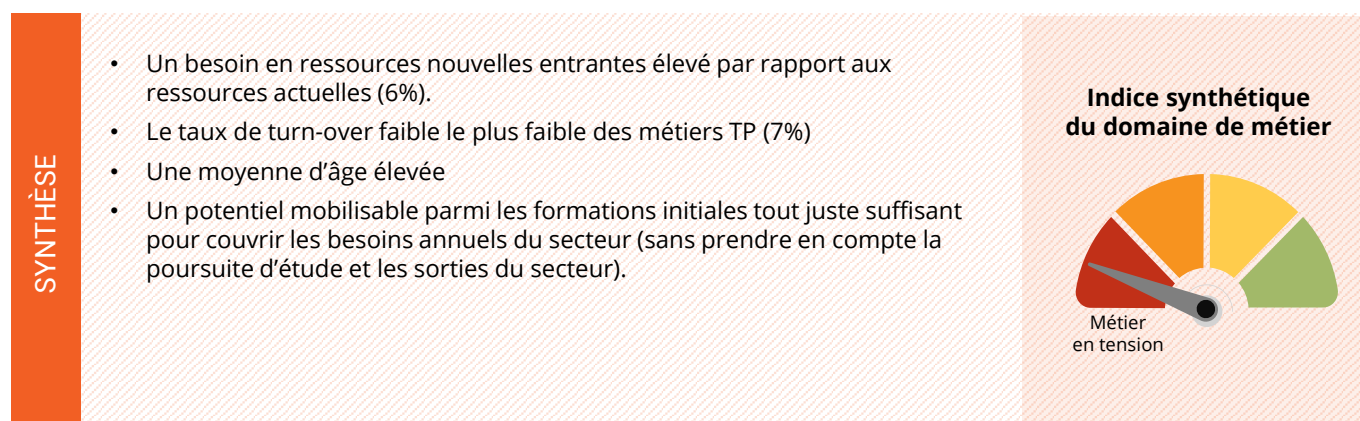 SYNTHÈSE
• Un besoin en ressources nouvelles entrantes élevé par rapport aux
ressources actuelles (6%).
• Le taux de turn-over faible le plus faible des métiers TP (7%)
• Une moyenne d’âge élevée
• Un potentiel mobilisable parmi les formations initiales tout juste suffisant
pour couvrir les besoins annuels du secteur (sans prendre en compte la
poursuite d’étude et les sorties du secteur).
Indice synthétique
du domaine de métier
Métier
en tension